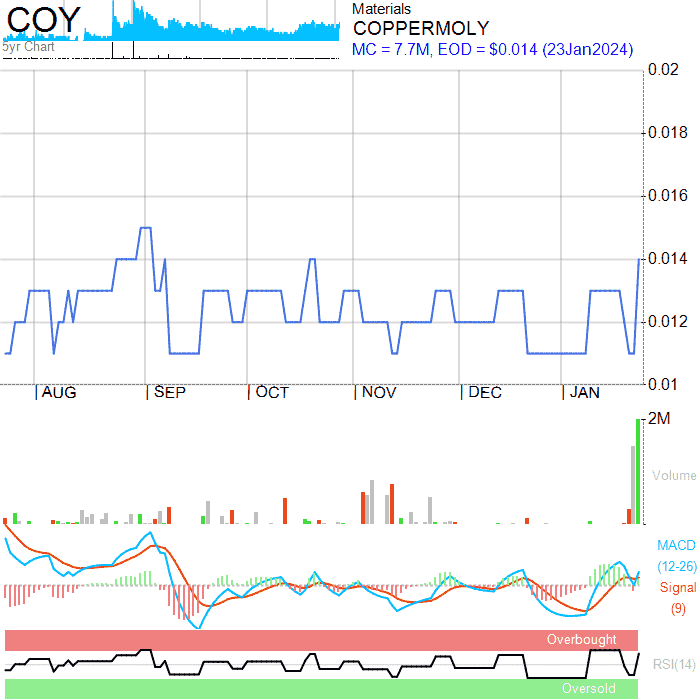 COY
5yr Chart
Materials
COPPERMOLY
MC = 7.7M, EOD = $0.014 (23Jan2024)
0.02
0.018
0.016
0.014
0.012
0.01
AUG
SEP
OCT
NOV
DEC
JAN
2M
Volume
MACD
(12-26)
Signal
(9)
Overbought
RSI(14)
Oversold